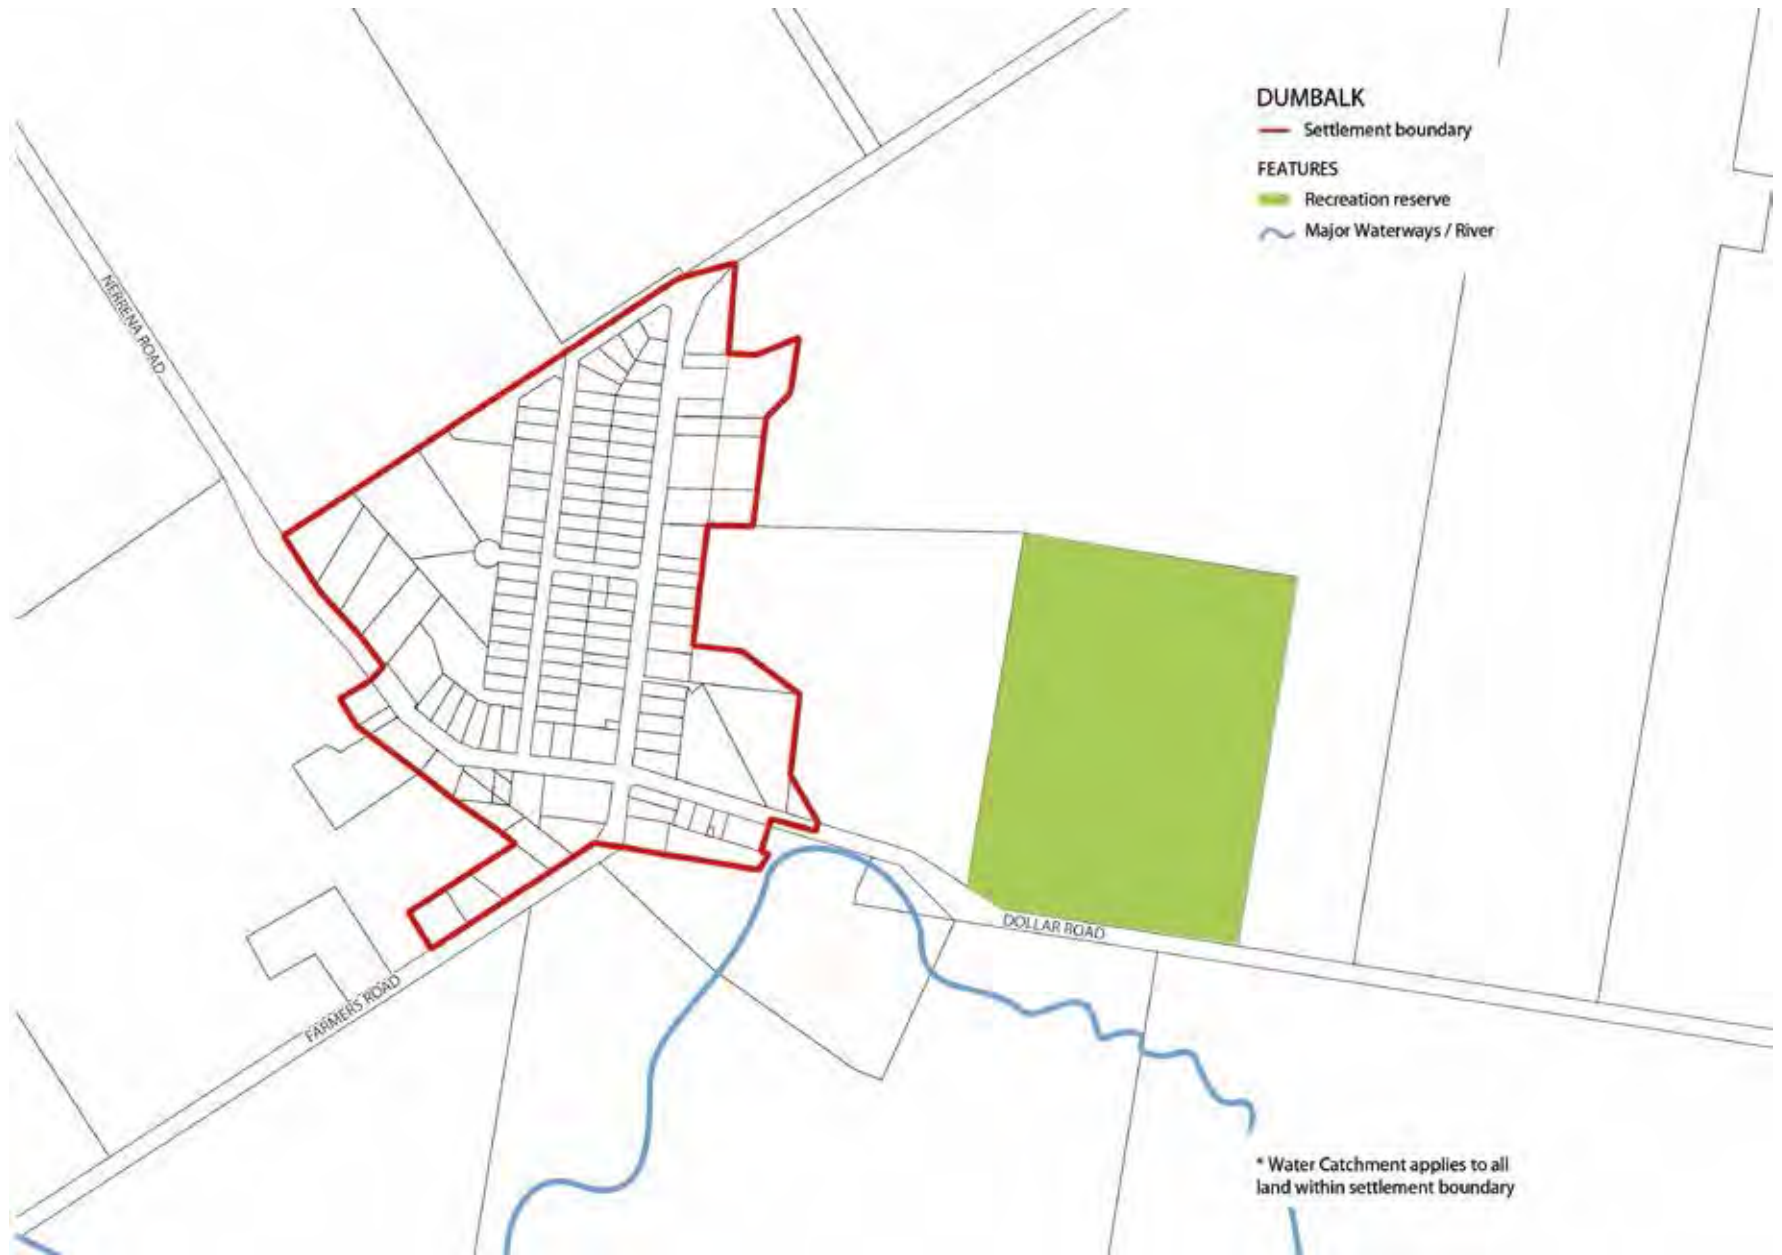 DUMBALK
Settlement boundary
FEATURES
Recreation reserve
Major Waterways / River
NERRENA ROAD
DOLLAR ROAD
FARMERS ROAD
* Water Catchment applies to all
land within settlement boundary